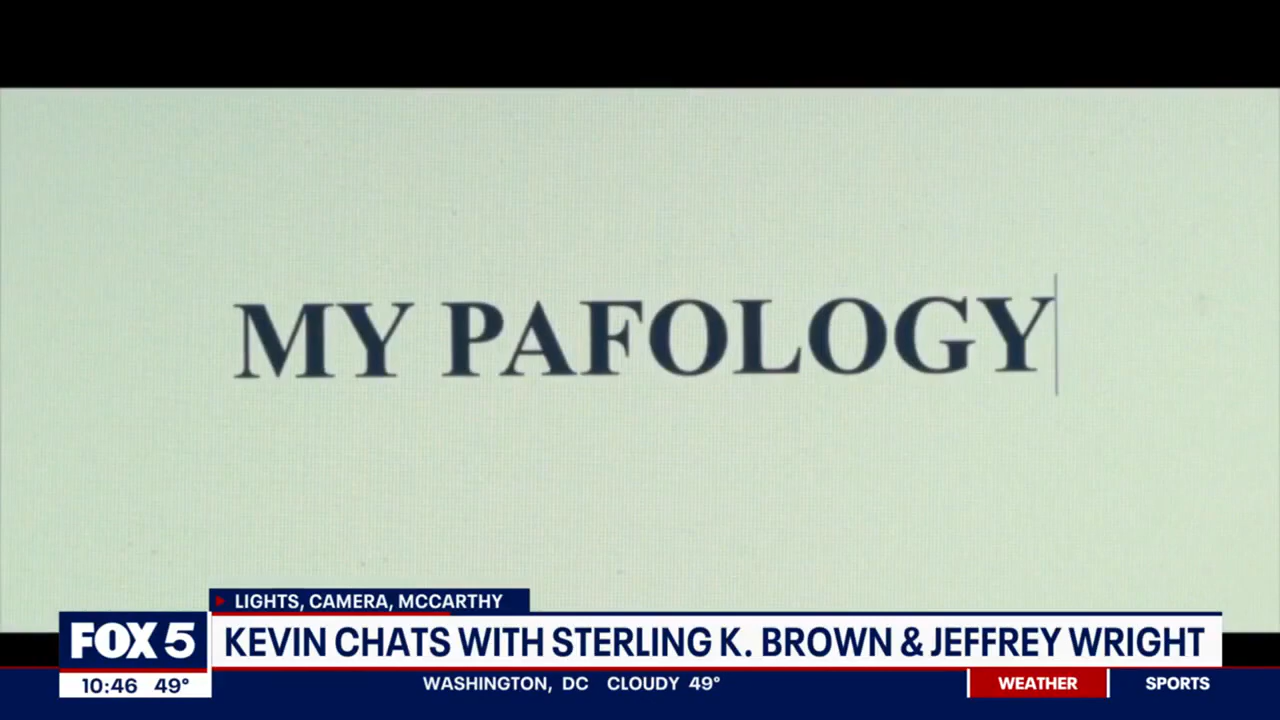 MY PAFOLOGY
LIGHTS, CAMERA, MCCARTHY
FOX 5
KEVIN CHATS WITH STERLING K. BROWN & JEFFREY WRIGHT
10:46 49°
WASHINGTON, DC CLOUDY 49°
WEATHER
SPORTS